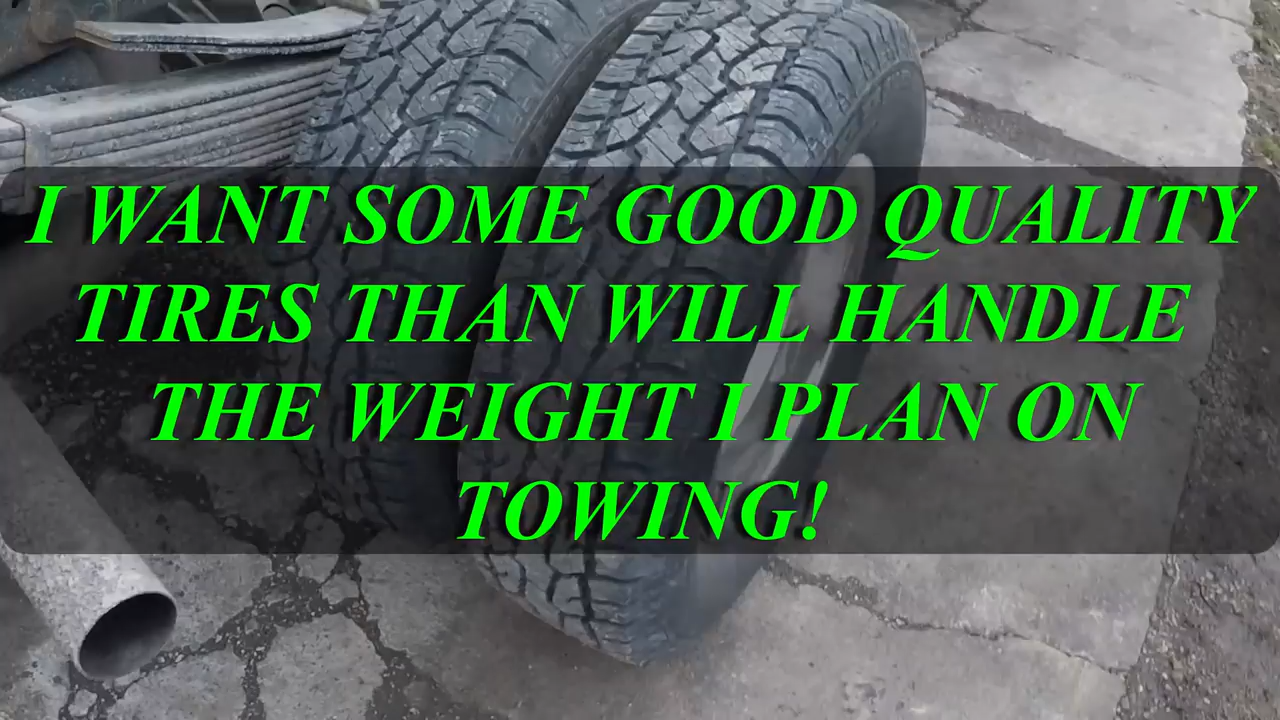 I WANT SOME GOOD QUALITY
TIRES THAN WILL HANDLE
THE WEIGHT I PLAN ON
TOWING!